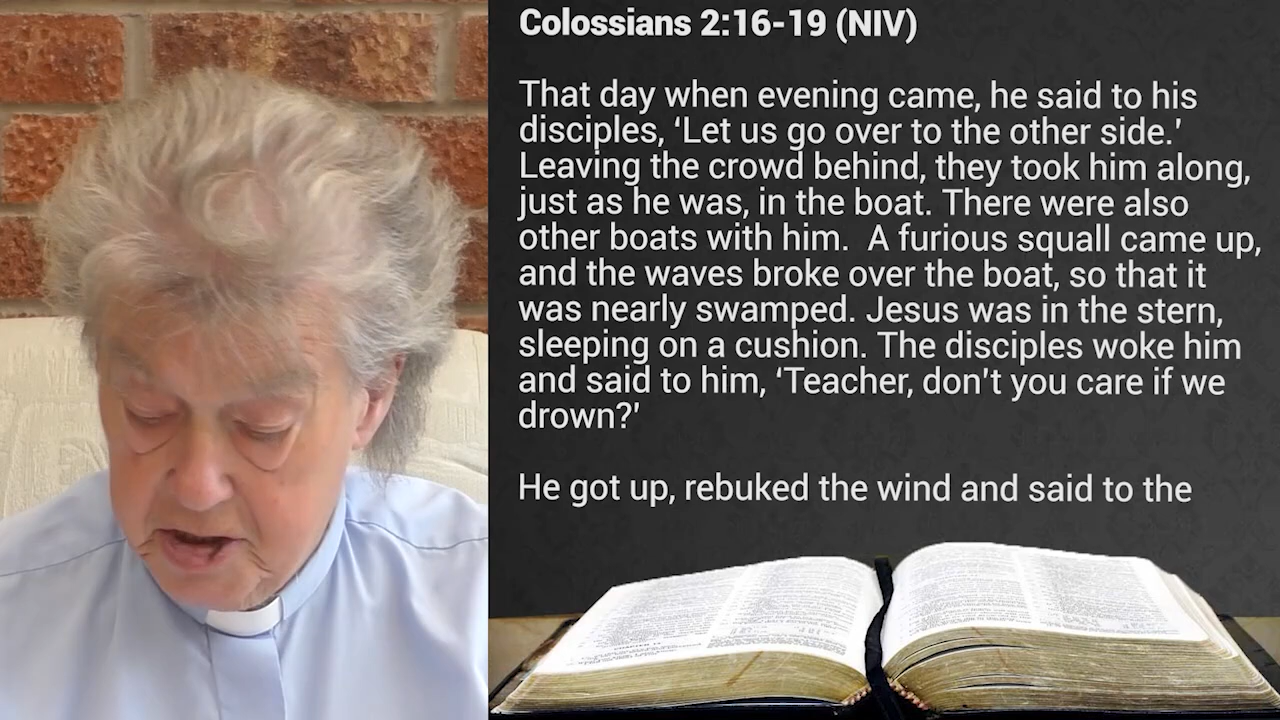 Colossians 2:16-19 (NIV)
That day when evening came, he said to his
disciples, ‘Let us go over to the other side.’
Leaving the crowd behind, they took him along,
just as he was, in the boat. There were also
other boats with him.  A furious squall came up,
and the waves broke over the boat, so that it
was nearly swamped. Jesus was in the stern,
sleeping on a cushion. The disciples woke him
and said to him, ‘Teacher, don’t you care if we
drown?’
He got up, rebuked the wind and said to the